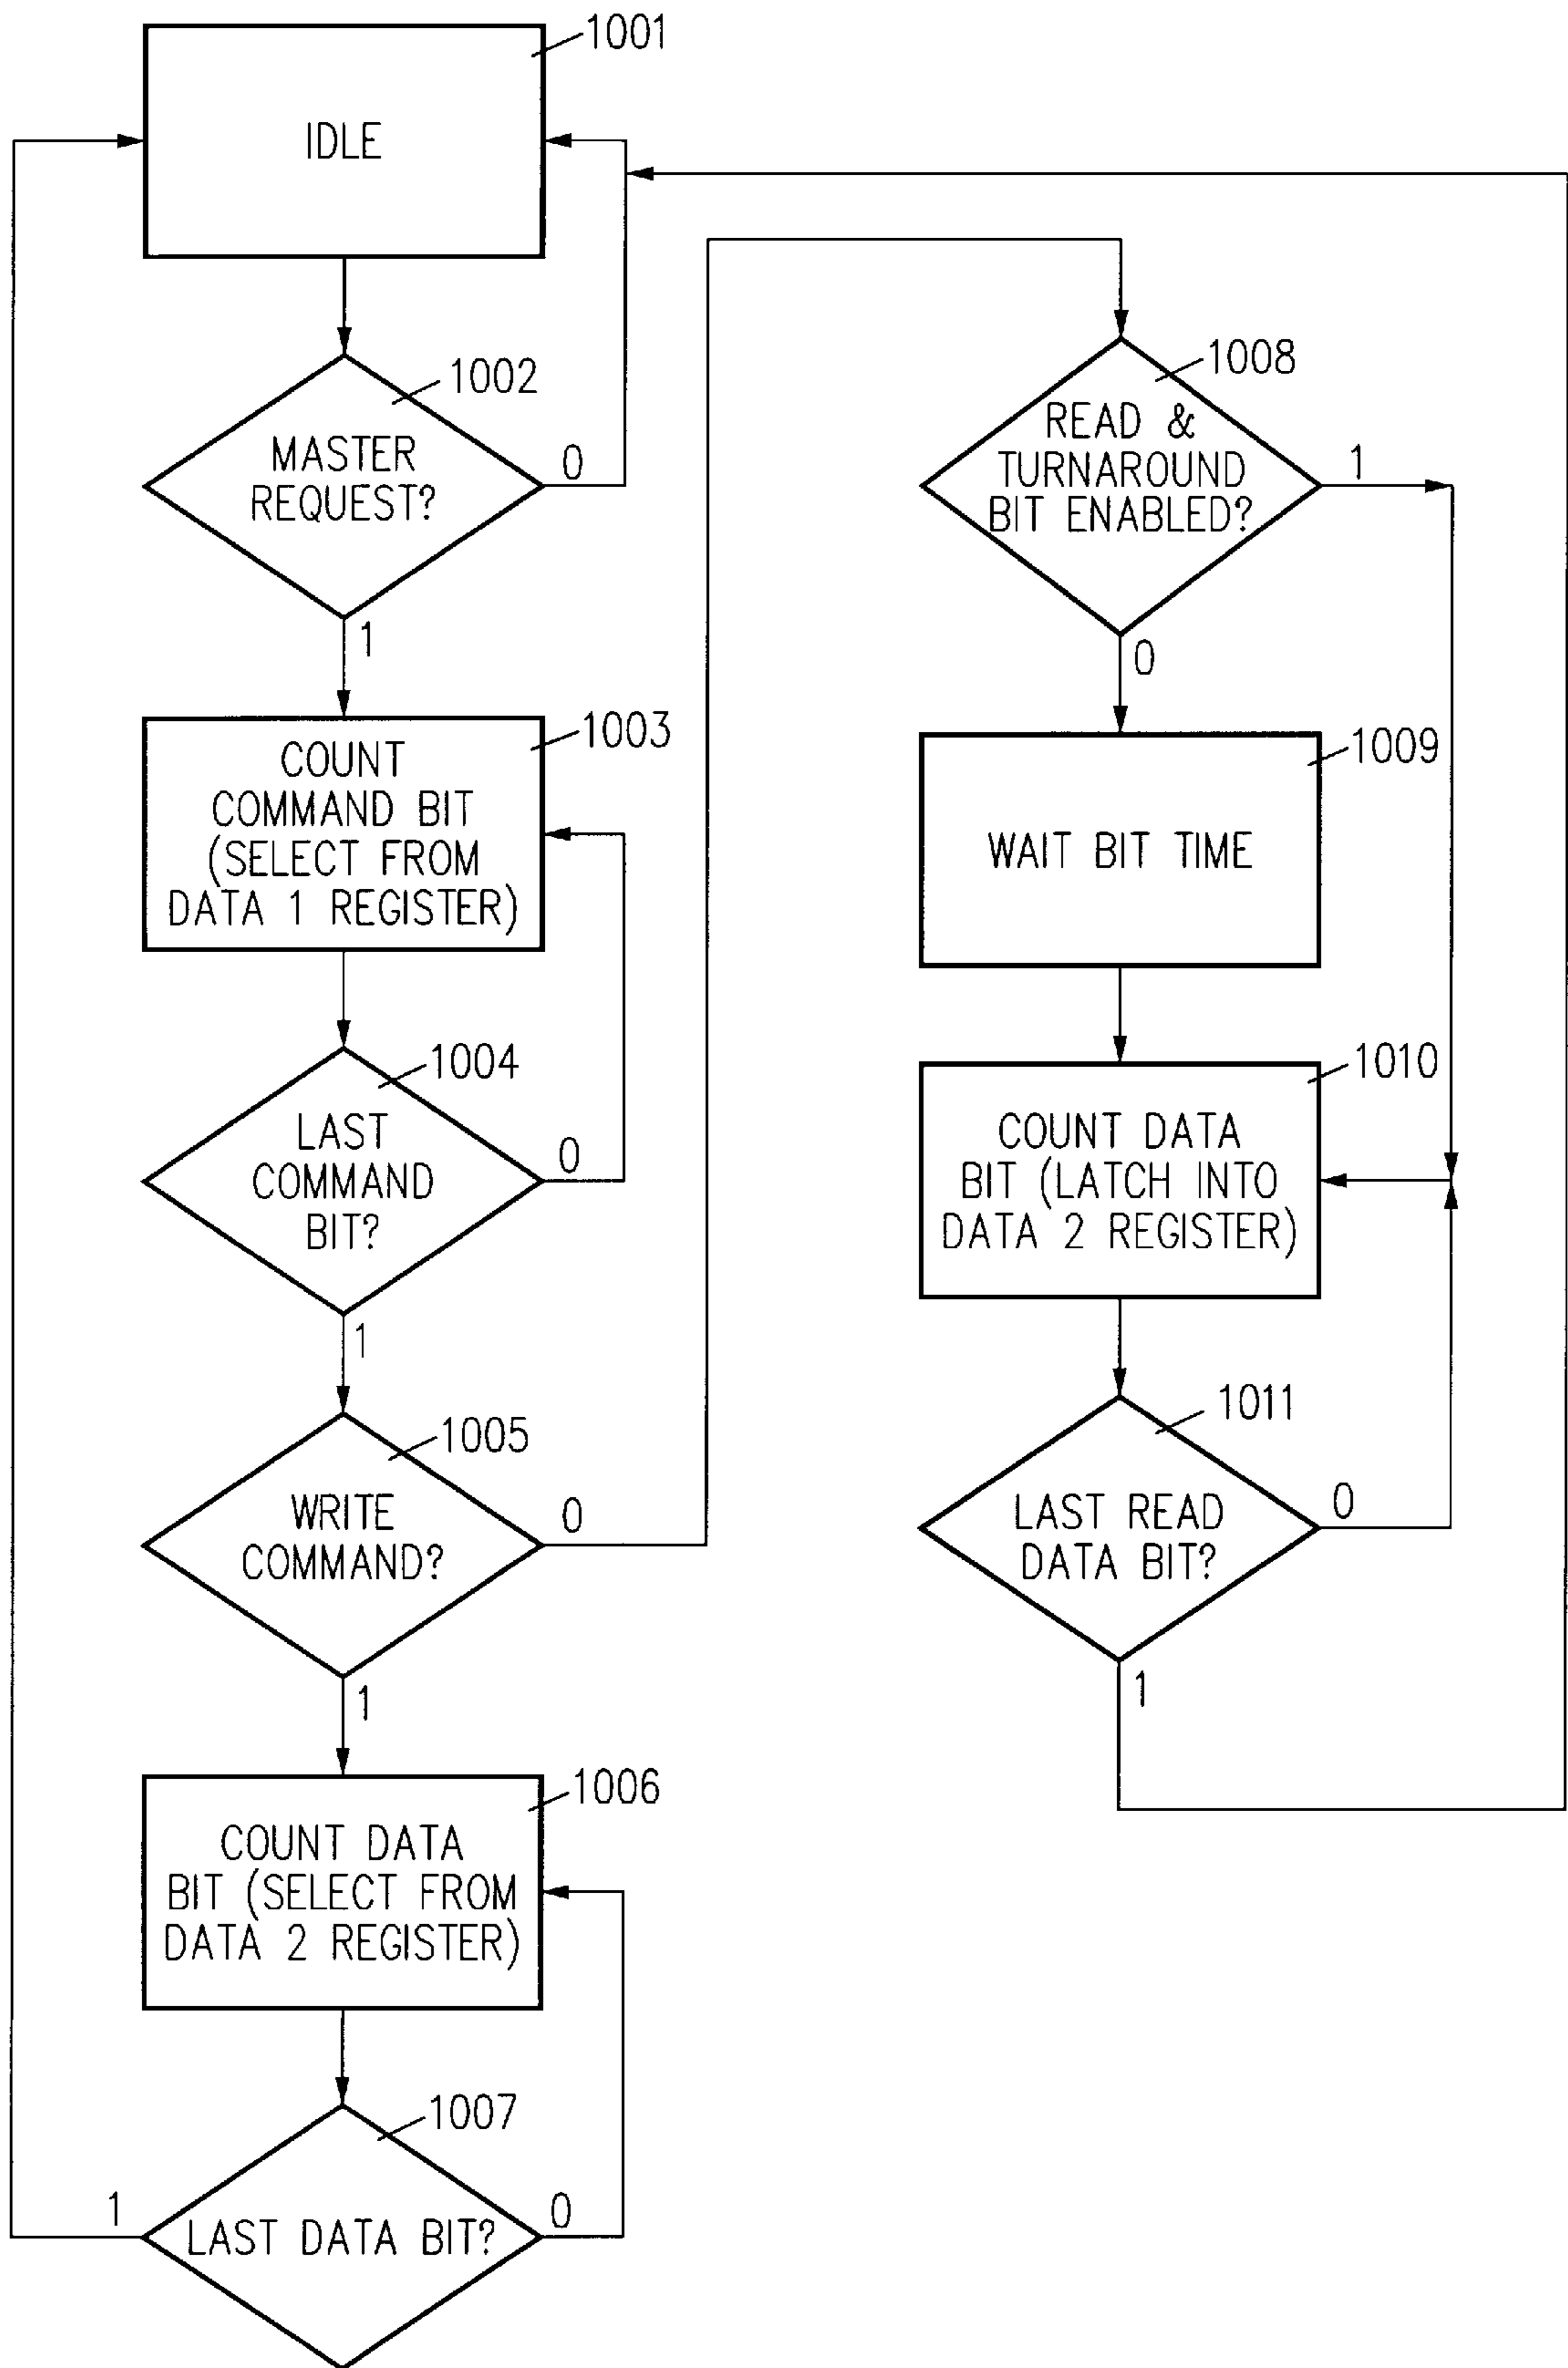 1001
IDLE
1002
MASTER
REQUEST?
0
1
1003
COUNT
COMMAND BIT
(SELECT FROM
DATA 1 REGISTER)
1004
LAST
COMMAND
BIT?
0
1
1005
WRITE
COMMAND?
0
1
1006
COUNT DATA
BIT (SELECT FROM
DATA 2 REGISTER)
1007
LAST DATA BIT?
1
0
1008
READ &
TURNAROUND
BIT ENABLED?
1
0
1009
WAIT BIT TIME
1010
COUNT DATA
BIT (LATCH INTO
DATA 2 REGISTER)
1011
LAST READ
DATA BIT?
0
1